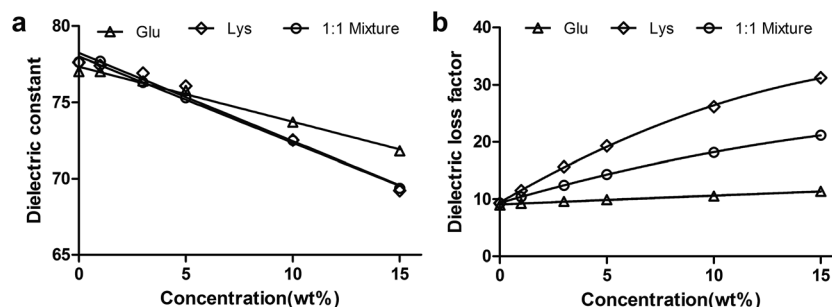 a
Glu Lys 1:1 Mixture
Dielectric constant
80
75
70
65
0 5 10 15
Concentration(wt%)
b
Glu Lys 1:1 Mixture
Dielectric loss factor
40
30
20
10
0
0 5 10 15
Concentration(wt%)